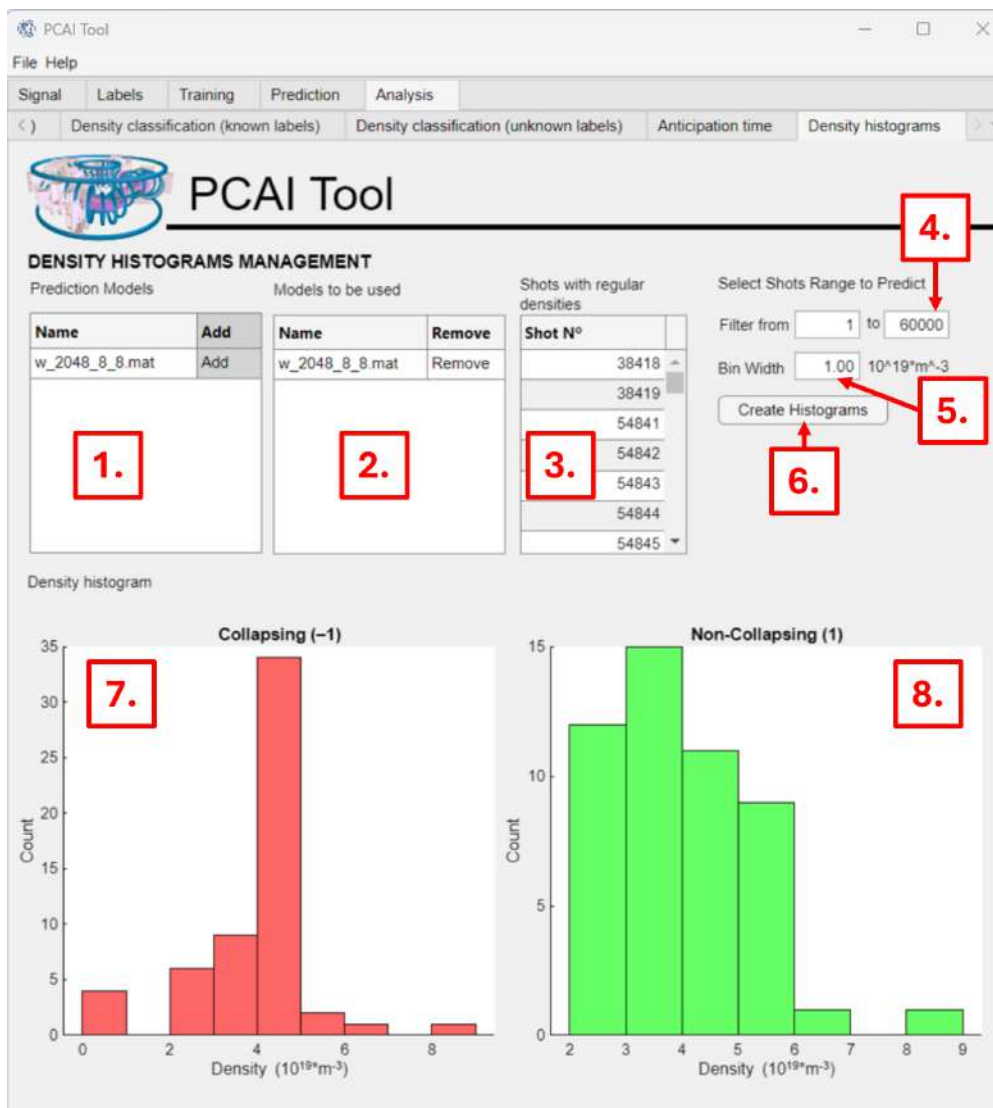 PCAI Tool
File Help
Signal Labels Training Prediction Analysis
) Density classification (known labels) Density classification (unknown labels) Anticipation time Density histograms
PCAI Tool
4.
DENSITY HISTOGRAMS MANAGEMENT
Prediction Models
Models to be used
Shots with regular
densities
Select Shots Range to Predict
Name Add
w_2048_8_8.mat Add
1.
Name Remove
w_2048_8_8.mat Remove
2.
Shot Nº
38418
38419
54841
54842
54843
54844
54845
3.
Filter from 1 to 60000
Bin Width 1.00 10^19*m^-3
5.
Create Histograms
6.
Density histogram
Collapsing (–1)
7.
35
30
25
20
15
10
5
0
Count
0 2 4 6 8
Density (10¹⁹*m⁻³)
Non-Collapsing (1)
8.
15
10
5
0
Count
2 3 4 5 6 7 8 9
Density (10¹⁹*m⁻³)